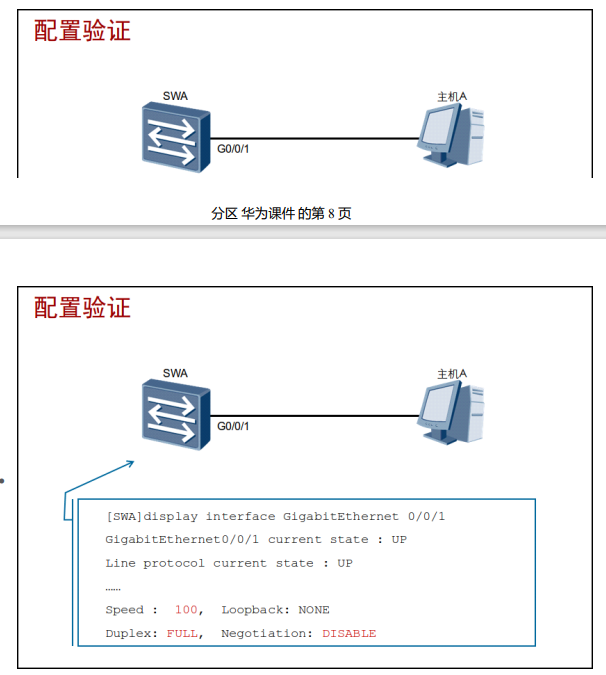 配置验证
SWA
主机A
G0/0/1
分区 华为课件 的第 8 页
配置验证
SWA
主机A
G0/0/1
[SWA]display interface GigabitEthernet 0/0/1
GigabitEthernet0/0/1 current state : UP
Line protocol current state : UP
……
Speed :  100,  Loopback: NONE
Duplex: FULL,  Negotiation: DISABLE